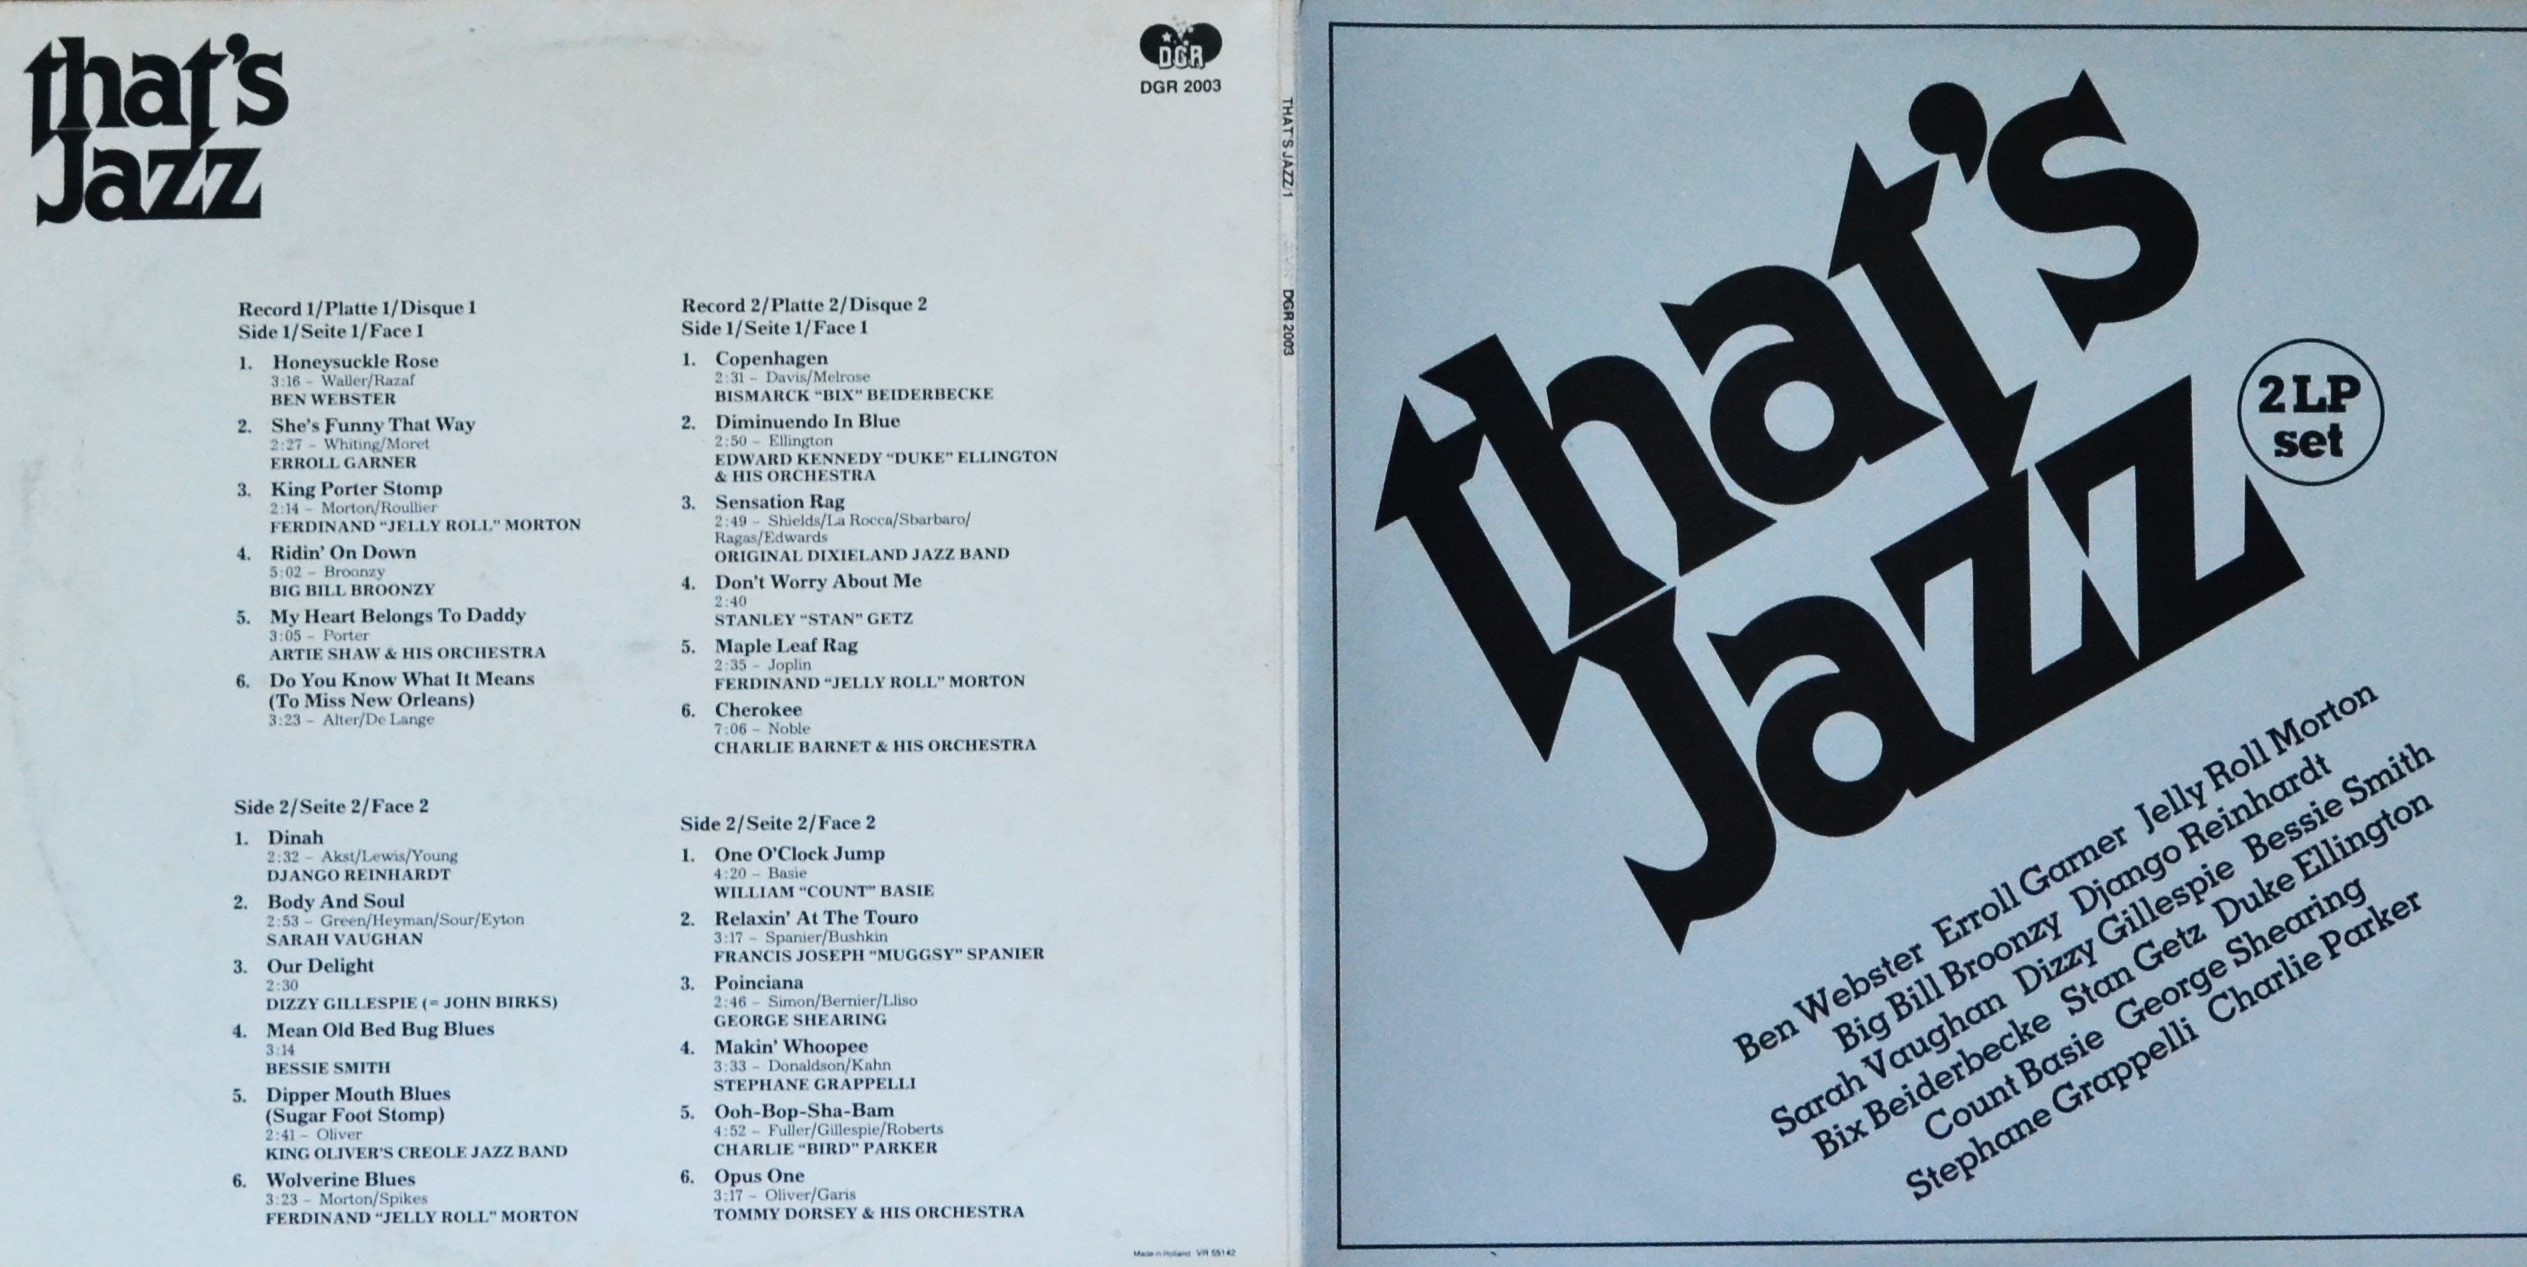 that's
Jazz
DGR
DGR 2003
Record 1/Platte 1/Disque 1
Side 1/Seite 1/Face 1
1. Honeysuckle Rose
3:16 – Waller/Razaf
BEN WEBSTER
2. She's Funny That Way
2:27 – Whiting/Moret
ERROLL GARNER
3. King Porter Stomp
2:14 – Morton/Roullier
FERDINAND “JELLY ROLL” MORTON
4. Ridin' On Down
5:02 – Broonzy
BIG BILL BROONZY
5. My Heart Belongs To Daddy
3:05 – Porter
ARTIE SHAW & HIS ORCHESTRA
6. Do You Know What It Means
(To Miss New Orleans)
3:23 – Alter/De Lange
Side 2/Seite 2/Face 2
1. Dinah
2:32 – Akst/Lewis/Young
DJANGO REINHARDT
2. Body And Soul
2:53 – Green/Heyman/Sour/Eyton
SARAH VAUGHAN
3. Our Delight
2:30
DIZZY GILLESPIE (= JOHN BIRKS)
4. Mean Old Bed Bug Blues
3:14
BESSIE SMITH
5. Dipper Mouth Blues
(Sugar Foot Stomp)
2:41 – Oliver
KING OLIVER'S CREOLE JAZZ BAND
6. Wolverine Blues
3:23 – Morton/Spikes
FERDINAND “JELLY ROLL” MORTON
Record 2/Platte 2/Disque 2
Side 1/Seite 1/Face 1
1. Copenhagen
2:31 – Davis/Melrose
BISMARCK “BIX” BEIDERBECKE
2. Diminuendo In Blue
2:50 – Ellington
EDWARD KENNEDY “DUKE” ELLINGTON
& HIS ORCHESTRA
3. Sensation Rag
2:49 – Shields/La Rocca/Sbarbaro/
Ragas/Edwards
ORIGINAL DIXIELAND JAZZ BAND
4. Don't Worry About Me
2:40
STANLEY “STAN” GETZ
5. Maple Leaf Rag
2:35 – Joplin
FERDINAND “JELLY ROLL” MORTON
6. Cherokee
7:06 – Noble
CHARLIE BARNET & HIS ORCHESTRA
Side 2/Seite 2/Face 2
1. One O'Clock Jump
4:20 – Basie
WILLIAM “COUNT” BASIE
2. Relaxin' At The Touro
3:17 – Spanier/Bushkin
FRANCIS JOSEPH “MUGGSY” SPANIER
3. Poinciana
2:46 – Simon/Bernier/Lliso
GEORGE SHEARING
4. Makin' Whoopee
3:33 – Donaldson/Kahn
STEPHANE GRAPPELLI
5. Ooh-Bop-Sha-Bam
4:52 – Fuller/Gillespie/Roberts
CHARLIE “BIRD” PARKER
6. Opus One
3:17 – Oliver/Garis
TOMMY DORSEY & HIS ORCHESTRA
Made in Holland VR 55142
THAT'S JAZZ/1 DGR 2003
that's
Jazz
2 LP
set
Ben Webster Erroll Garner Jelly Roll Morton
Big Bill Broonzy Django Reinhardt
Sarah Vaughan Dizzy Gillespie Bessie Smith
Bix Beiderbecke Stan Getz Duke Ellington
Count Basie George Shearing
Stephane Grappelli Charlie Parker